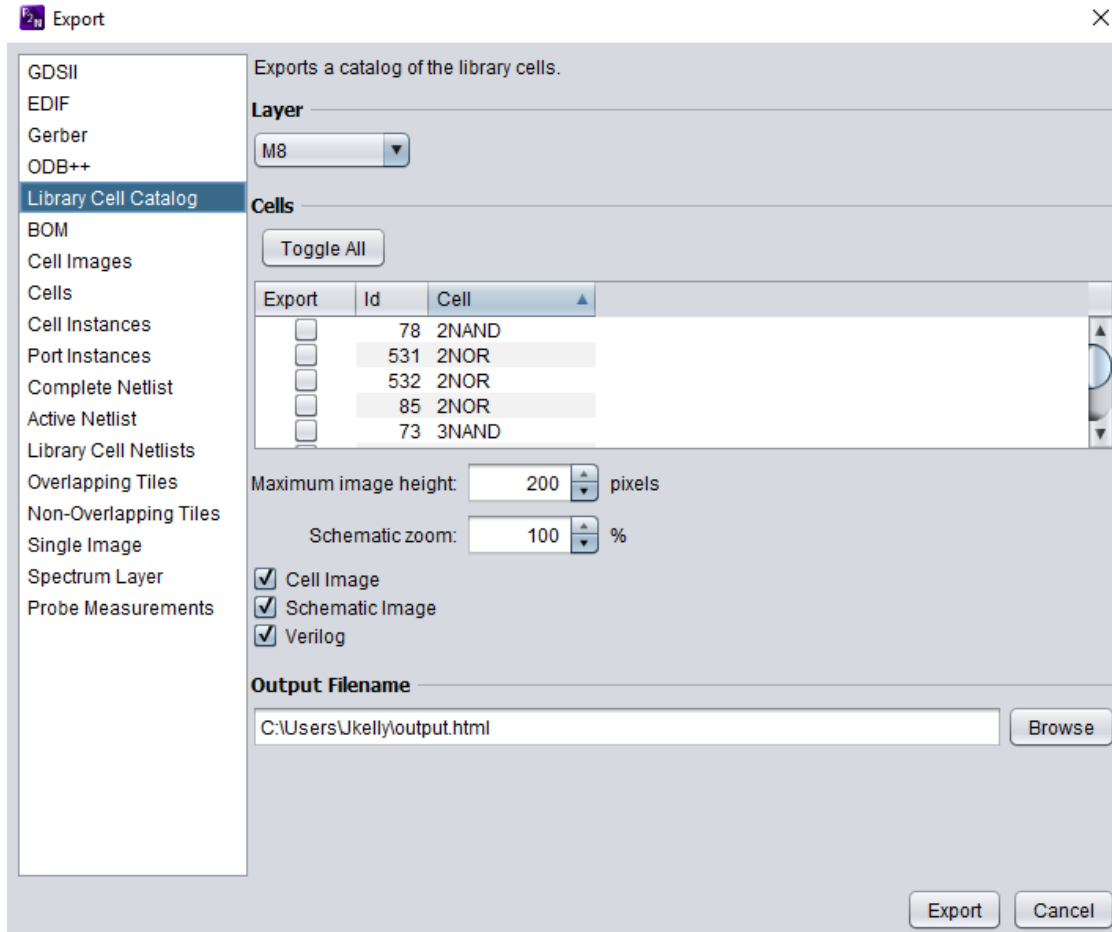 P2N Export
GDSII
EDIF
Gerber
ODB++
Library Cell Catalog
BOM
Cell Images
Cells
Cell Instances
Port Instances
Complete Netlist
Active Netlist
Library Cell Netlists
Overlapping Tiles
Non-Overlapping Tiles
Single Image
Spectrum Layer
Probe Measurements
Exports a catalog of the library cells.
Layer
M8
Cells
Toggle All
Export Id Cell
78 2NAND
531 2NOR
532 2NOR
85 2NOR
73 3NAND
Maximum image height: 200 pixels
Schematic zoom: 100 %
Cell Image
Schematic Image
Verilog
Output Filename
C:\Users\Jkelly\output.html Browse
Export Cancel